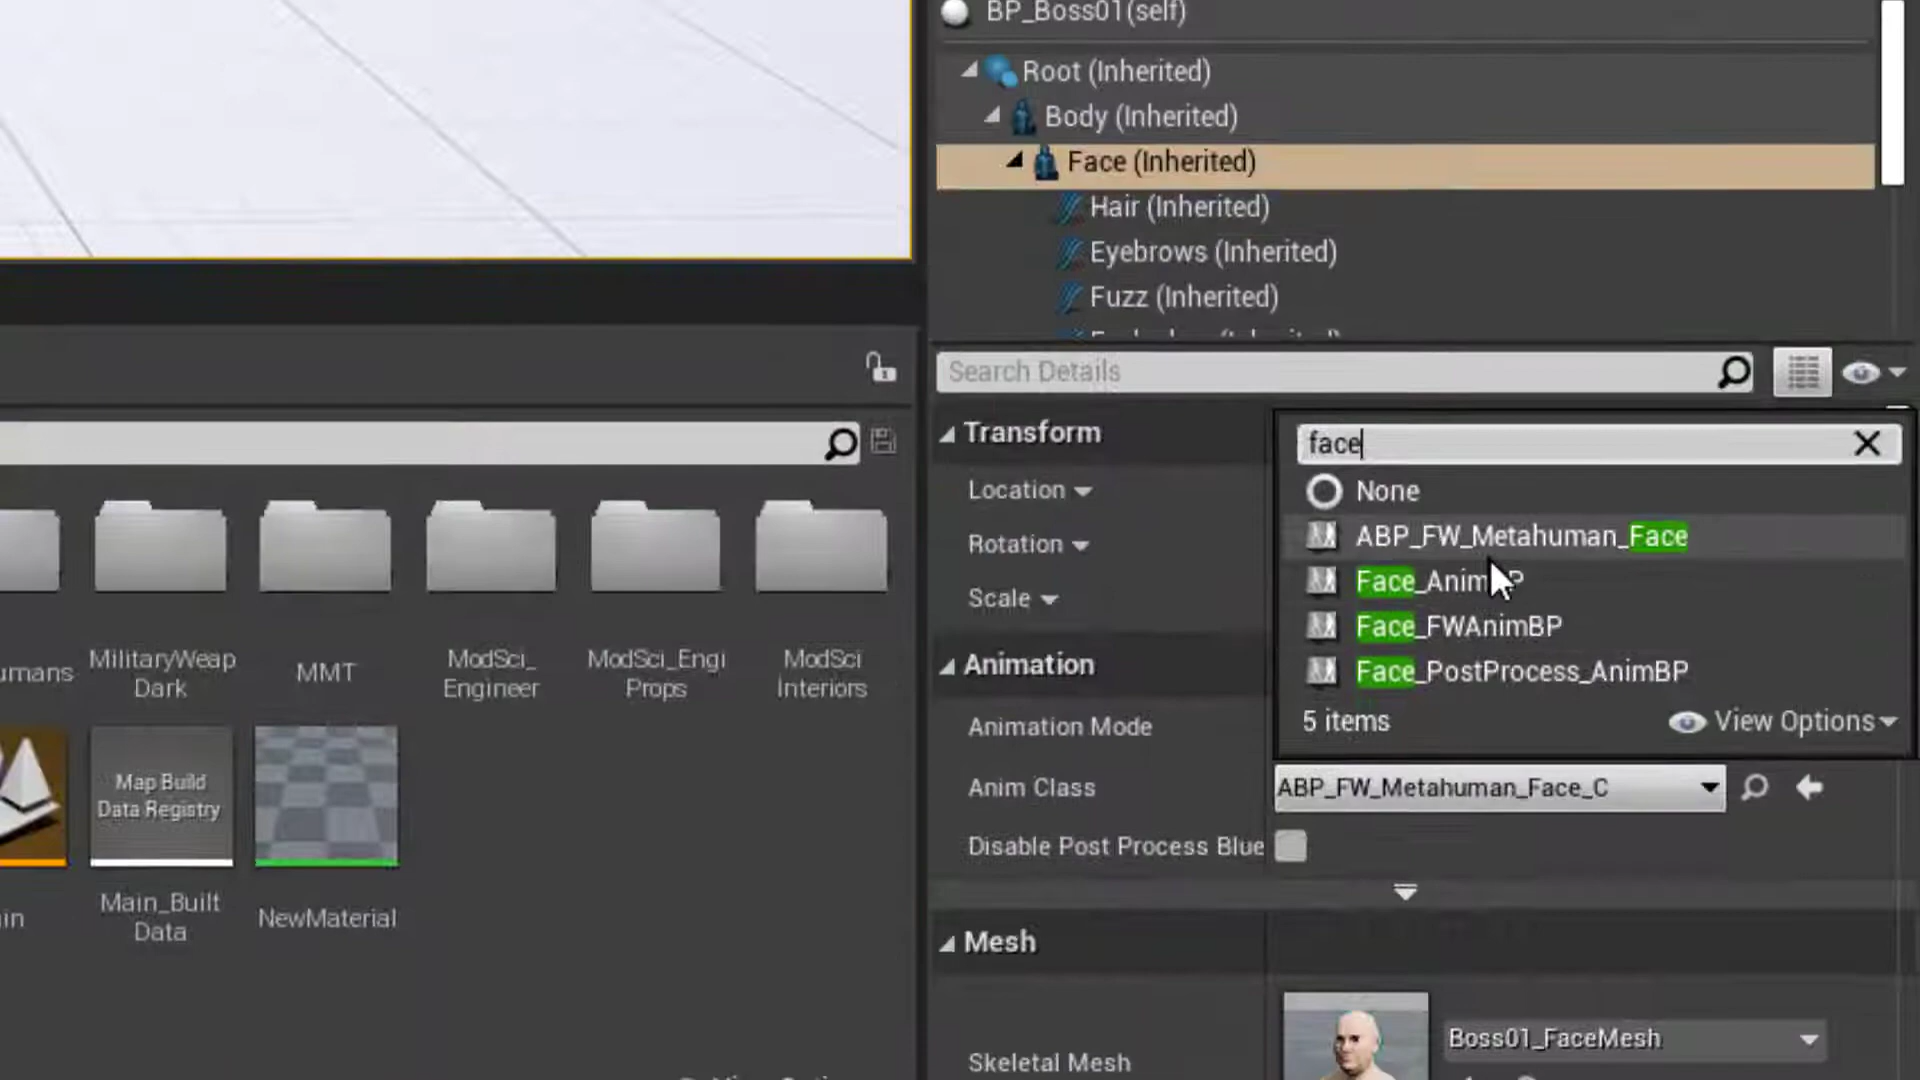 BP_Boss01(self)
Root (Inherited)
Body (Inherited)
Face (Inherited)
Hair (Inherited)
Eyebrows (Inherited)
Fuzz (Inherited)
Search Details
Transform
Location
Rotation
Scale
face
None
ABP_FW_Metahuman_Face
Face_Anim
Face_FWAnimBP
Face_PostProcess_AnimBP
5 items
View Options
Animation
Animation Mode
Anim Class
ABP_FW_Metahuman_Face_C
Disable Post Process Blue
Mesh
Skeletal Mesh
Boss01_FaceMesh
umans
MilitaryWeap
Dark
MMT
ModSci_
Engineer
ModSci_Engi
Props
ModSci
Interiors
Map Build
Data Registry
in
Main_Built
Data
NewMaterial